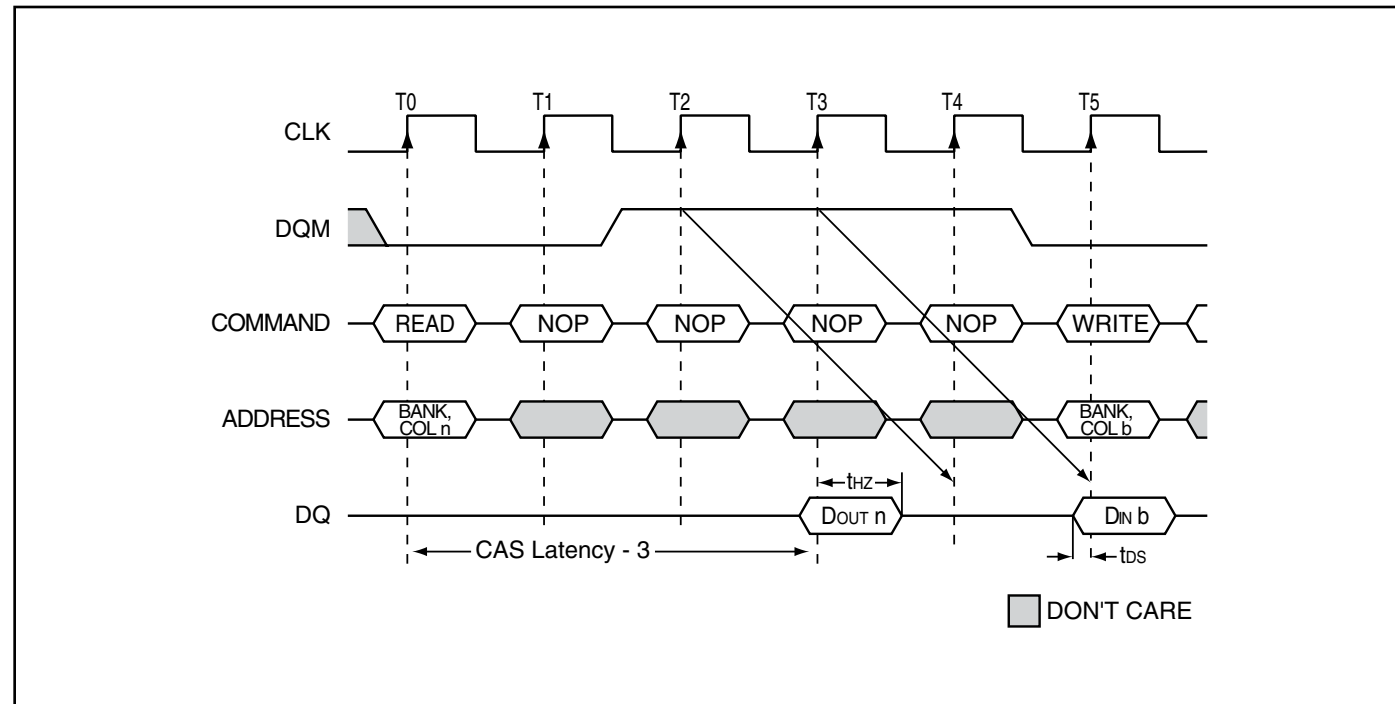 T0 T1 T2 T3 T4 T5
CLK
DQM
COMMAND READ NOP NOP NOP NOP WRITE
ADDRESS BANK, COL n BANK, COL b
tHZ
DQ DOUT n DIN b
CAS Latency - 3 tDS
DON'T CARE